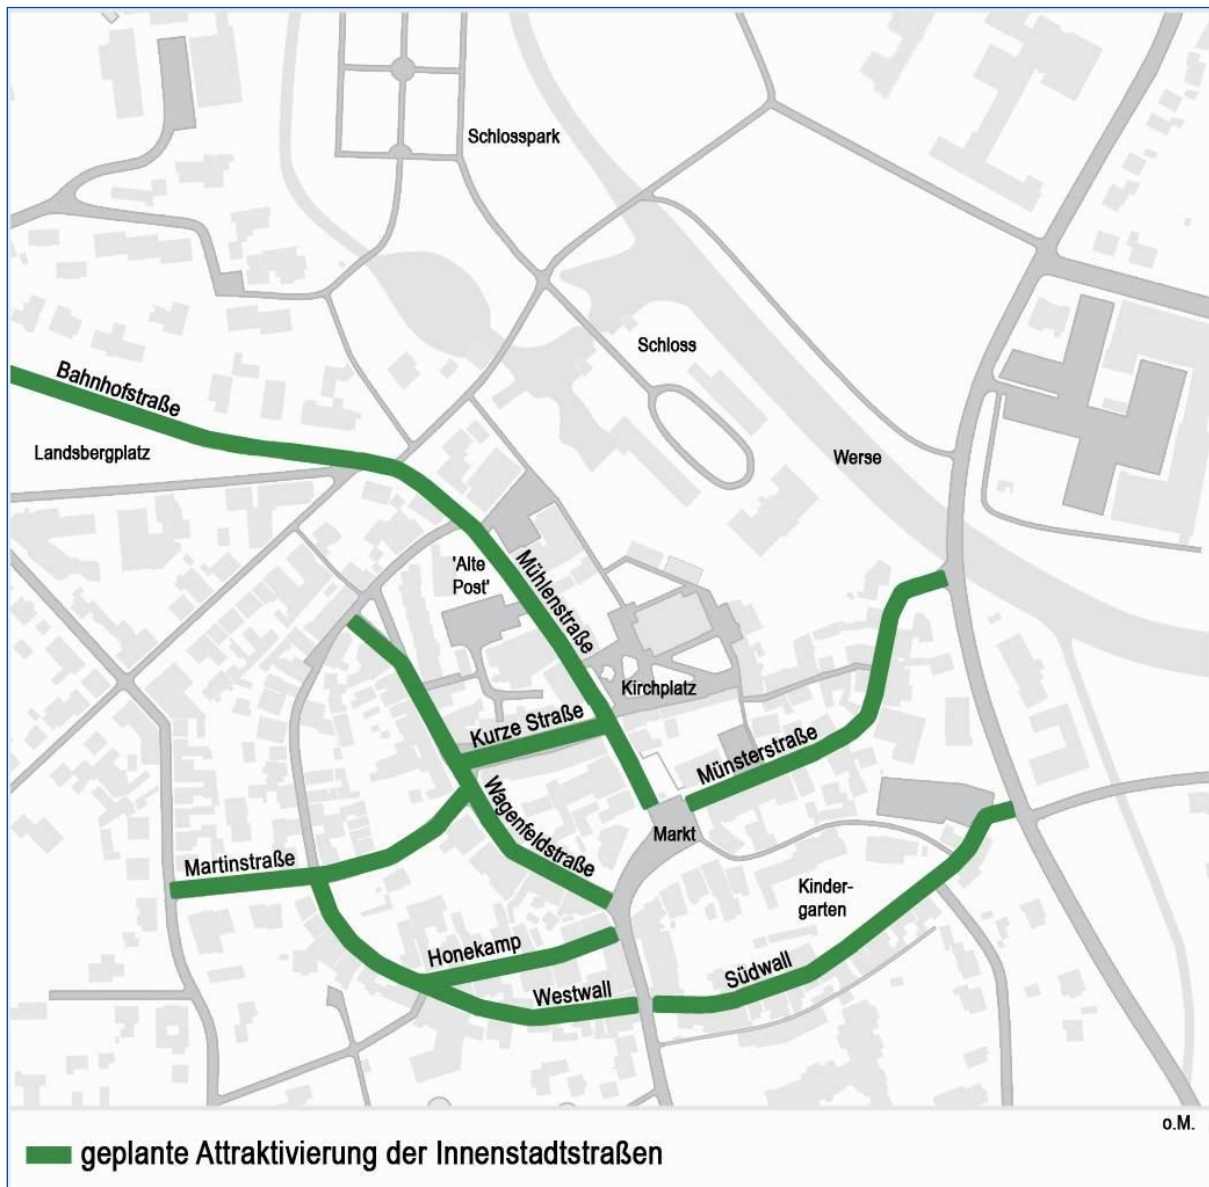 Schlosspark
Schloss
Bahnhofstraße
Landsbergplatz
Werse
'Alte
Post'
Mühlenstraße
Kirchplatz
Kurze Straße
Münsterstraße
Wagenfeldstraße
Markt
Martinstraße
Kinder-
garten
Honekamp
Südwall
Westwall
o.M.
geplante Attraktivierung der Innenstadtstraßen